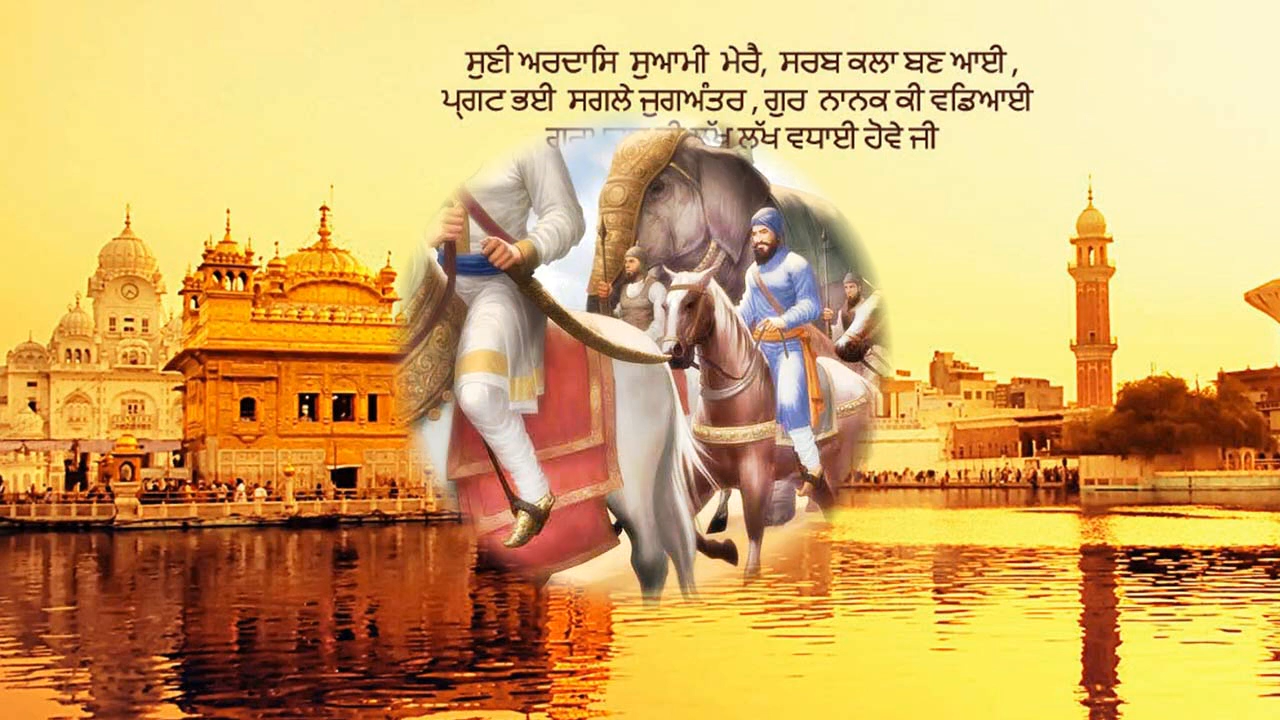 ਸੁਣੀ ਅਰਦਾਸਿ ਸੁਆਮੀ ਮੇਰੈ, ਸਰਬ ਕਲਾ ਬਣ ਆਈ ,
ਪ੍ਰਗਟ ਭਈ ਸਗਲੇ ਜੁਗਅੰਤਰ , ਗੁਰ ਨਾਨਕ ਕੀ ਵਡਿਆਈ
ਲੱਖ ਵਧਾਈ ਹੋਵੇ ਜੀ